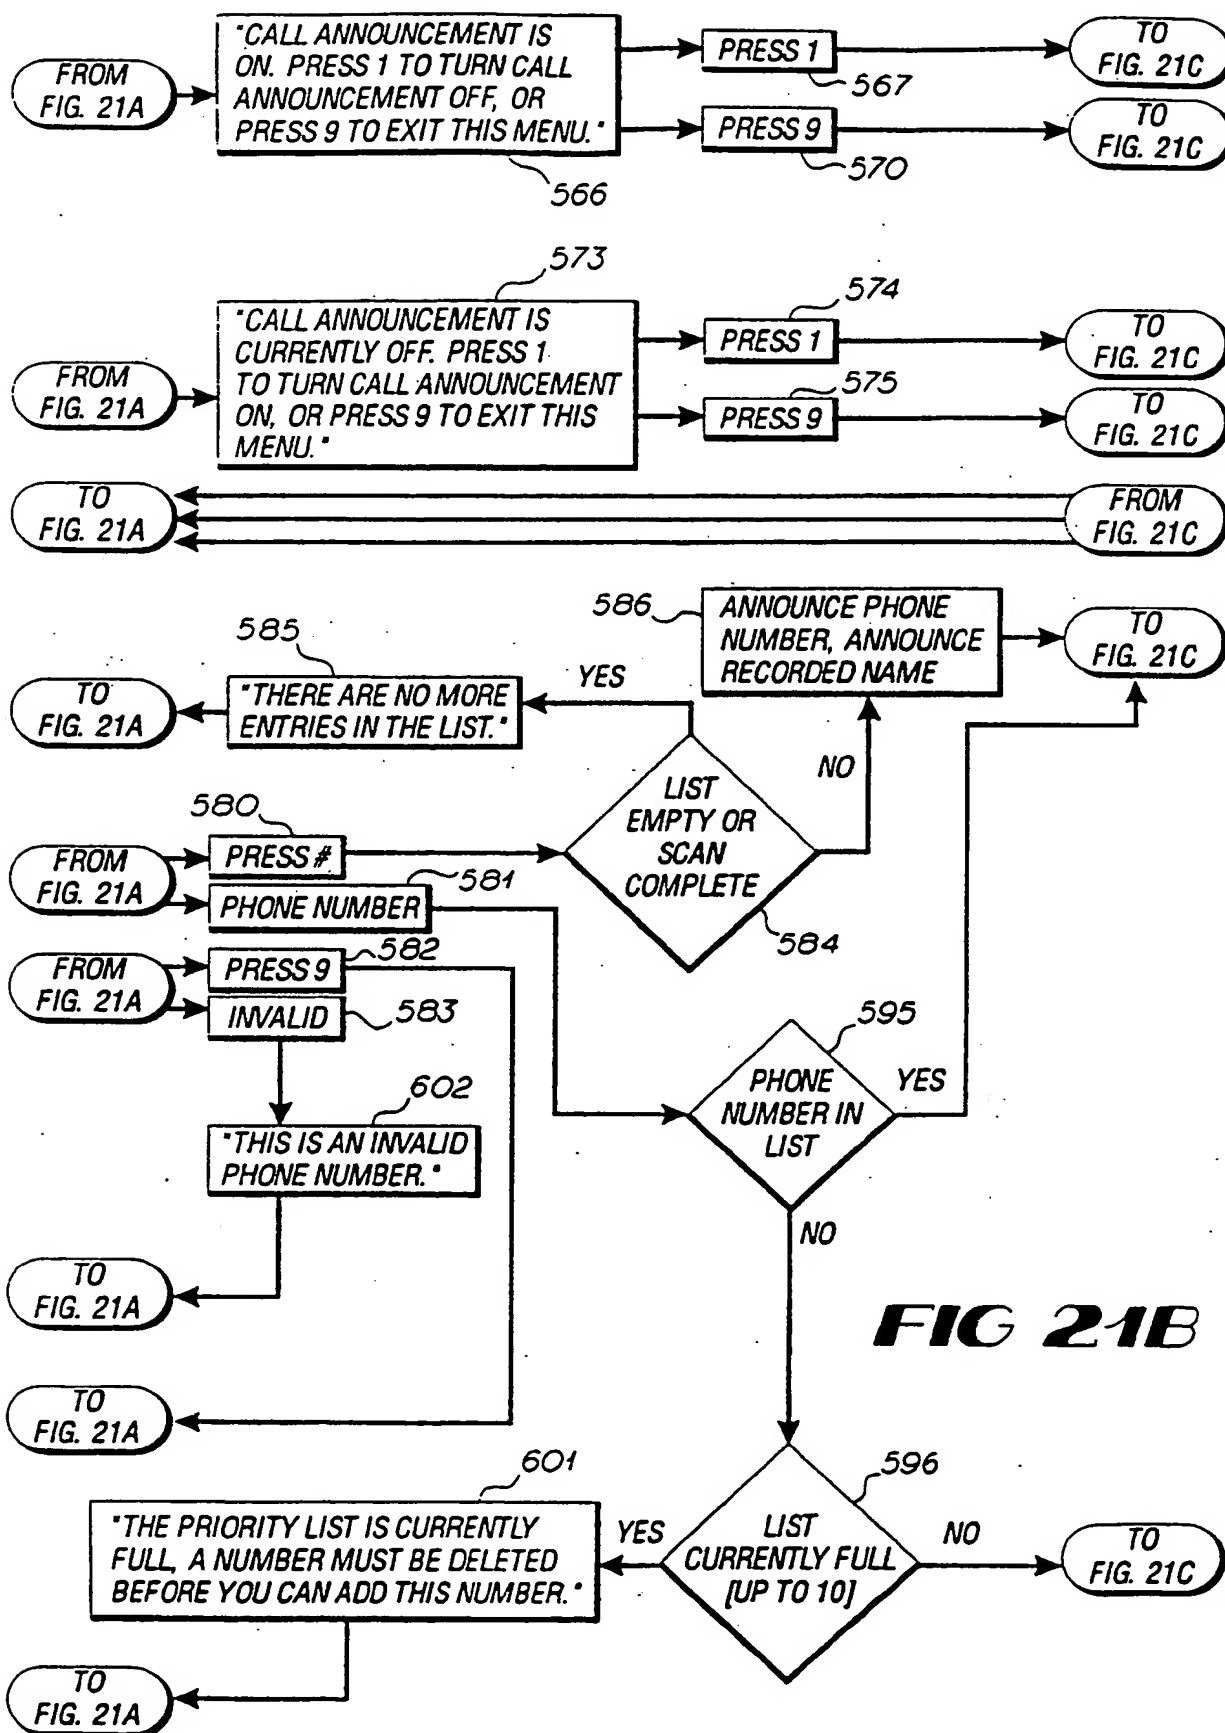 FROM
FIG. 21A
"CALL ANNOUNCEMENT IS
ON. PRESS 1 TO TURN CALL
ANNOUNCEMENT OFF, OR
PRESS 9 TO EXIT THIS MENU."
566
PRESS 1
567
TO
FIG. 21C
PRESS 9
570
TO
FIG. 21C
573
FROM
FIG. 21A
"CALL ANNOUNCEMENT IS
CURRENTLY OFF. PRESS 1
TO TURN CALL ANNOUNCEMENT
ON, OR PRESS 9 TO EXIT THIS
MENU."
574
PRESS 1
TO
FIG. 21C
575
PRESS 9
TO
FIG. 21C
TO
FIG. 21A
FROM
FIG. 21C
586
ANNOUNCE PHONE
NUMBER, ANNOUNCE
RECORDED NAME
TO
FIG. 21C
585
TO
FIG. 21A
"THERE ARE NO MORE
ENTRIES IN THE LIST."
YES
NO
LIST
EMPTY OR
SCAN
COMPLETE
584
580
FROM
FIG. 21A
PRESS #
581
PHONE NUMBER
582
FROM
FIG. 21A
PRESS 9
INVALID
583
595
PHONE
NUMBER IN
LIST
YES
NO
602
"THIS IS AN INVALID
PHONE NUMBER."
TO
FIG. 21A
FIG 21B
TO
FIG. 21A
601
"THE PRIORITY LIST IS CURRENTLY
FULL, A NUMBER MUST BE DELETED
BEFORE YOU CAN ADD THIS NUMBER."
YES
596
LIST
CURRENTLY FULL
[UP TO 10]
NO
TO
FIG. 21C
TO
FIG. 21A